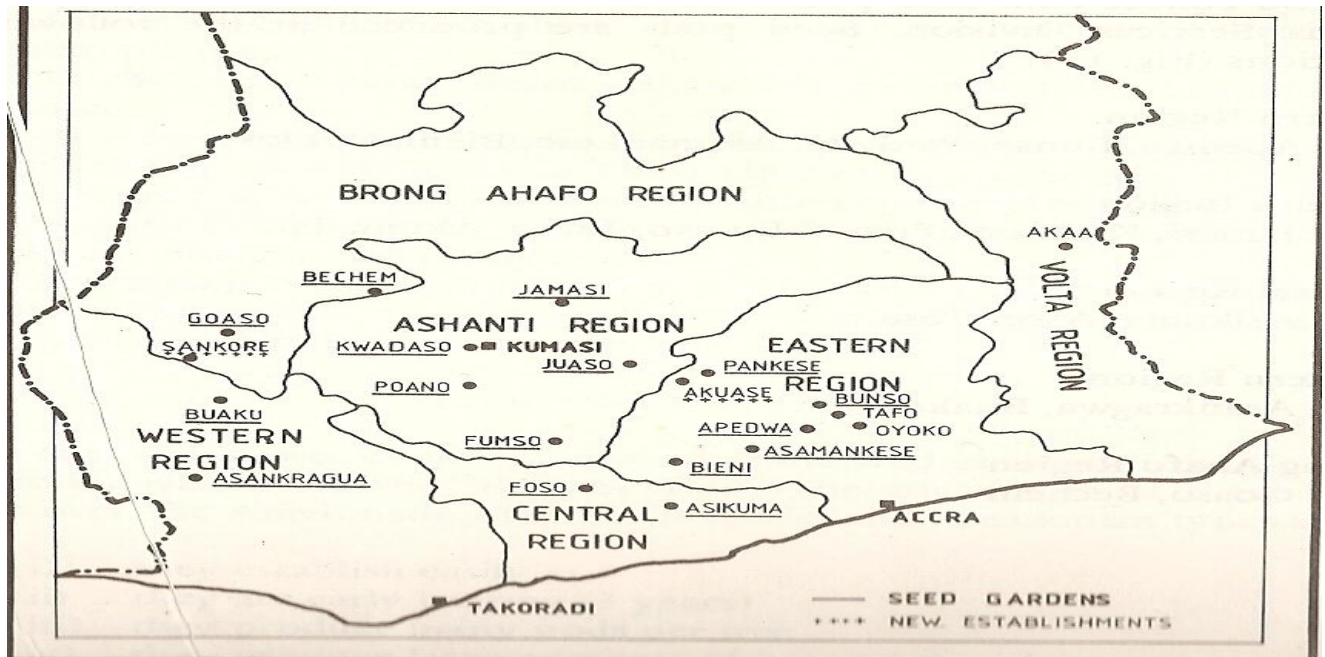 BRONG AHAFO REGION
AKAA
VOLTA REGION
BECHEM
JAMASI
GOASO
ASHANTI REGION
SANKORE
KWADASO
KUMASI
EASTERN
REGION
JUASO
PANKESE
POANO
AKUASE
BUNSO
BUAKU
TAFO
WESTERN
REGION
FUMSO
APEDWA
OYOKO
ASAMANKESE
BIENI
ASANKRAGUA
FOSO
ASIKUMA
CENTRAL
REGION
ACCRA
TAKORADI
SEED GARDENS
NEW. ESTABLISHMENTS